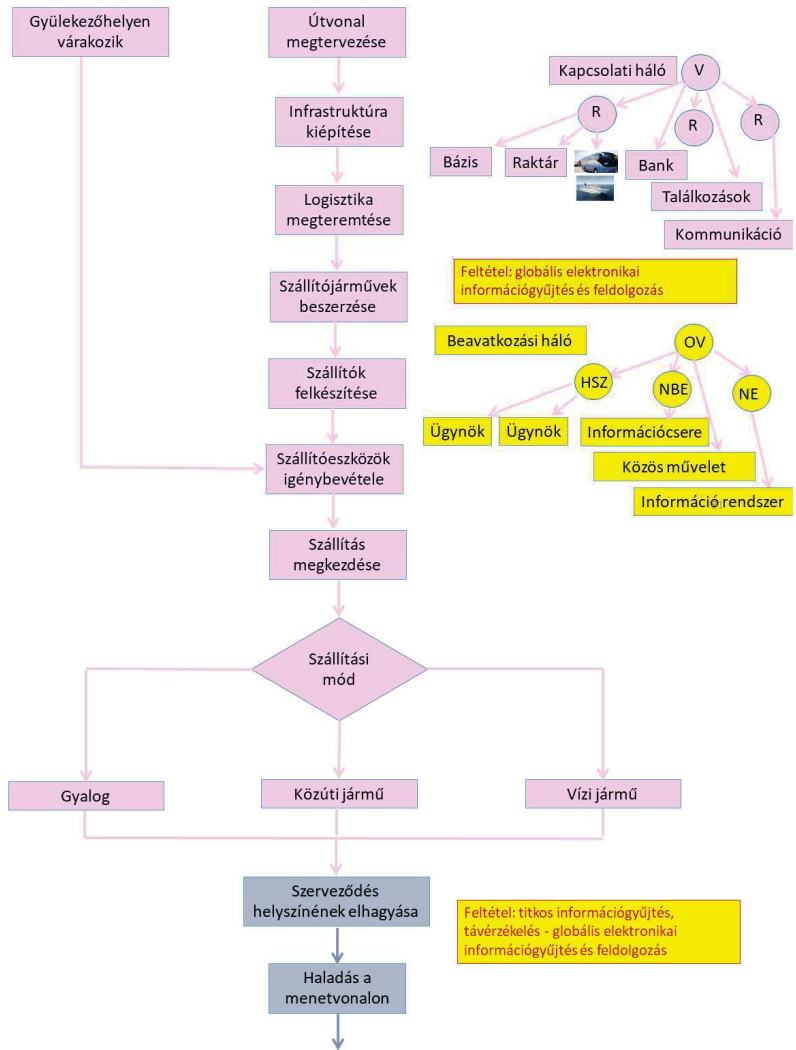 Gyülekezőhelyen
várakozik
Útvonal
megtervezése
Infrastruktúra
kiépítése
Logisztika
megteremtése
Szállítójárművek
beszerzése
Szállítók
felkészítése
Szállítóeszközök
igénybevétele
Szállítás
megkezdése
Szállítási
mód
Gyalog
Közúti jármű
Vízi jármű
Szerveződés
helyszínének elhagyása
Haladás a
menetvonalon
Kapcsolati háló
V
R
R
R
Bázis
Raktár
Bank
Találkozások
Kommunikáció
Feltétel: globális elektronikai
információgyűjtés és feldolgozás
Beavatkozási háló
OV
HSZ
NBE
NE
Ügynök
Ügynök
Információcsere
Közös művelet
Információ rendszer
Feltétel: titkos információgyűjtés,
távérzékelés - globális elektronikai
információgyűjtés és feldolgozás